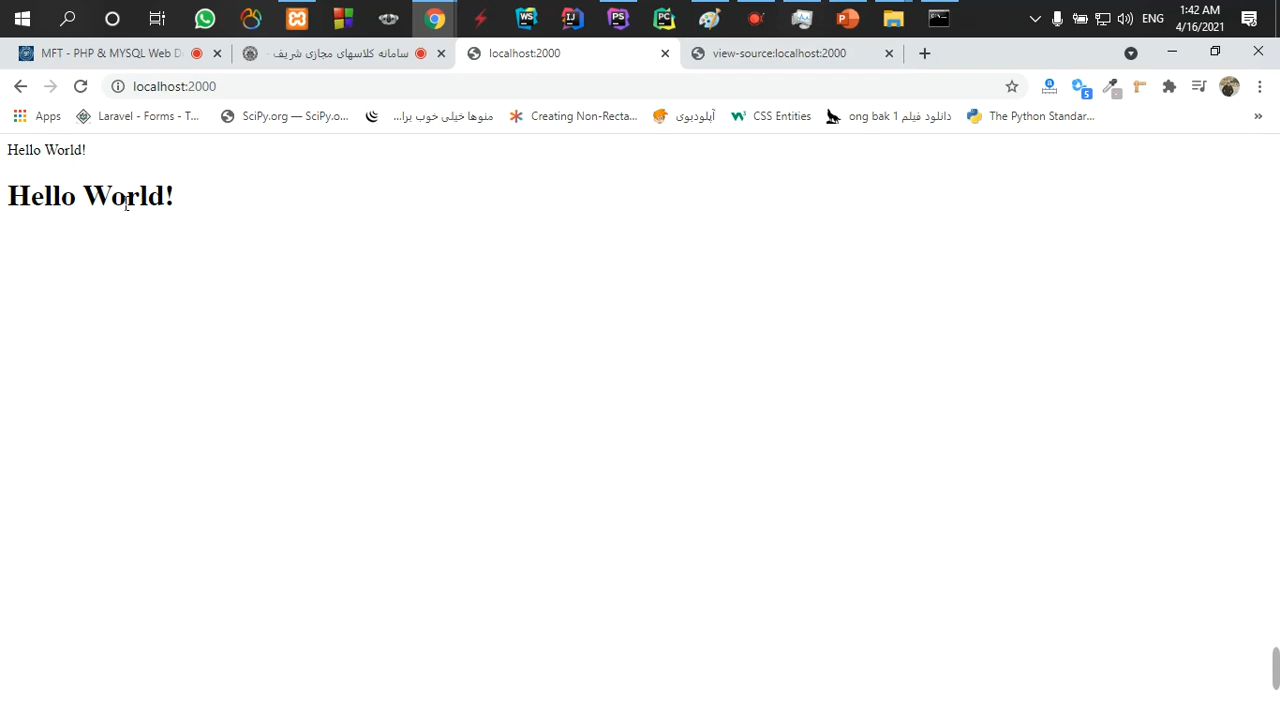 1:42 AM
ENG
4/16/2021
MFT - PHP & MYSQL Web D
سامانه کلاسهای مجازی شریف -
localhost:2000
view-source:localhost:2000
localhost:2000
5
Apps
Laravel - Forms - T...
SciPy.org — SciPy.o...
منوها خیلی خوب برا...
Creating Non-Recta...
آپلودبوی
CSS Entities
دانلود فیلم ong bak 1
The Python Standar...
»
Hello World!
Hello World!